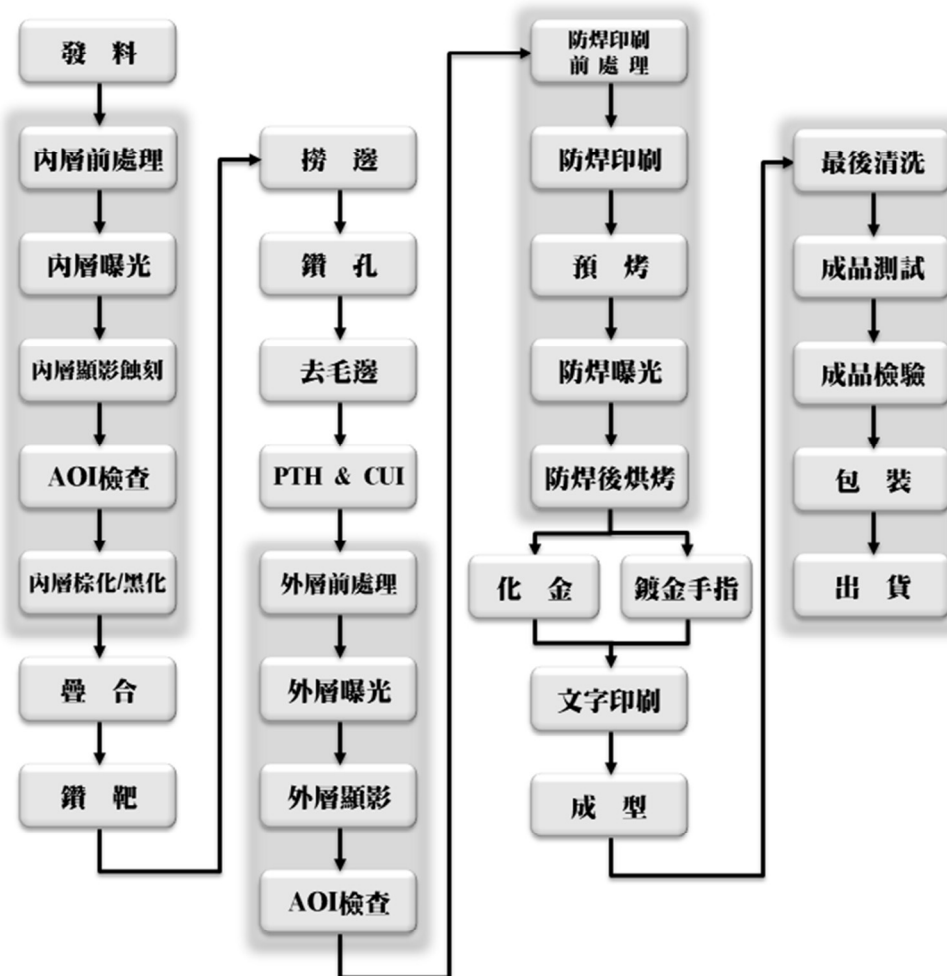 發料
內層前處理
內層曝光
內層顯影蝕刻
AOI檢查
內層棕化/黑化
疊合
鑽靶
撈邊
鑽孔
去毛邊
PTH & CUI
外層前處理
外層曝光
外層顯影
AOI檢查
防焊印刷
前處理
防焊印刷
預烤
防焊曝光
防焊後烘烤
化金
鍍金手指
文字印刷
成型
最後清洗
成品測試
成品檢驗
包裝
出貨